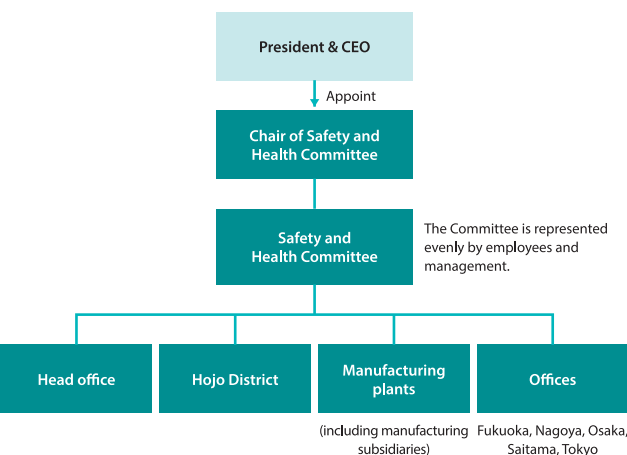 President & CEO
Appoint
Chair of Safety and
Health Committee
Safety and
Health Committee
The Committee is represented
evenly by employees and
management.
Head office
Hojo District
Manufacturing
plants
Offices
(including manufacturing
subsidiaries)
Fukuoka, Nagoya, Osaka,
Saitama, Tokyo